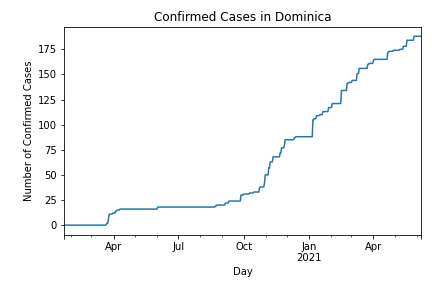 Confirmed Cases in Dominica
Number of Confirmed Cases
175
150
125
100
75
50
25
0
Apr
Jul
Oct
Jan
2021
Apr
Day